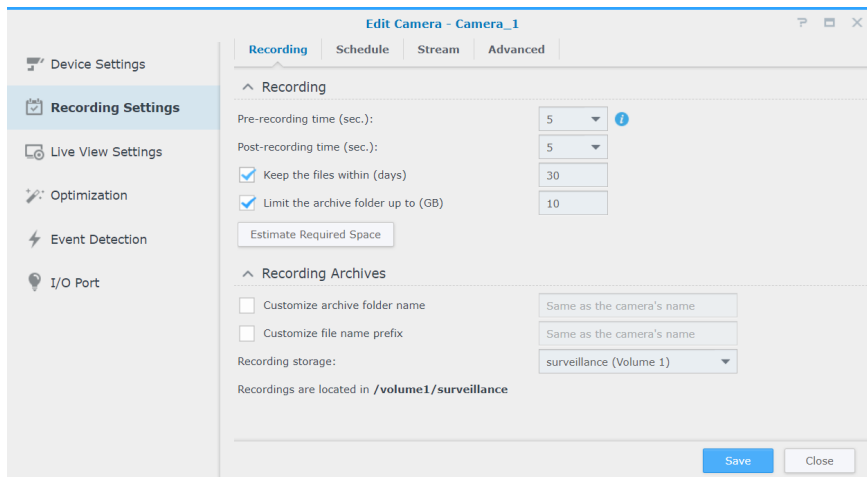 Edit Camera - Camera_1
Device Settings
Recording Settings
Live View Settings
Optimization
Event Detection
I/O Port
Recording Schedule Stream Advanced
Recording
Pre-recording time (sec.): 5
Post-recording time (sec.): 5
Keep the files within (days) 30
Limit the archive folder up to (GB) 10
Estimate Required Space
Recording Archives
Customize archive folder name Same as the camera's name
Customize file name prefix Same as the camera's name
Recording storage: surveillance (Volume 1)
Recordings are located in /volume1/surveillance
Save Close